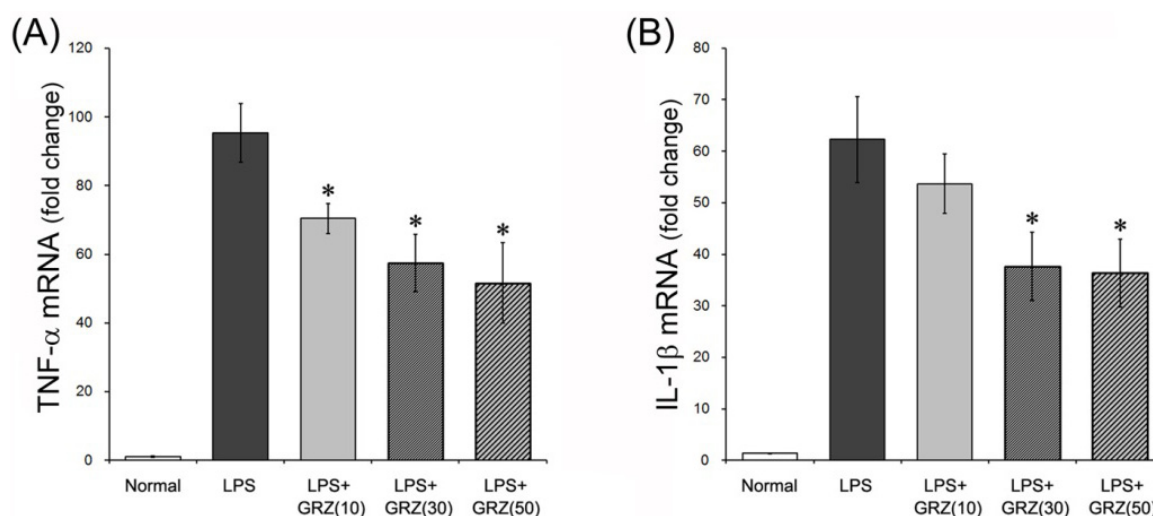 (A)
TNF-α mRNA (fold change)
120
100
80
60
40
20
0
*
*
*
Normal
LPS
LPS+
GRZ(10)
LPS+
GRZ(30)
LPS+
GRZ(50)
(B)
IL-1β mRNA (fold change)
80
70
60
50
40
30
20
10
0
*
*
Normal
LPS
LPS+
GRZ(10)
LPS+
GRZ(30)
LPS+
GRZ(50)